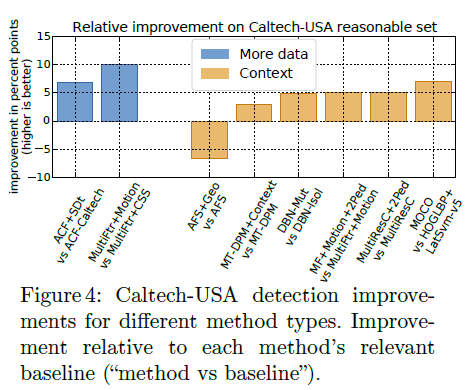 Relative improvement on Caltech-USA reasonable set
improvement in percent points
(higher is better)
15
10
5
0
−5
−10
More data
Context
ACF+SDt
vs ACF-Caltech
MultiFtr+Motion
vs MultiFtr+CSS
AFS+Geo
vs AFS
MT-DPM+Context
vs MT-DPM
DBN-Mut
vs DBN-Isol
MF+Motion+2Ped
vs MultiFtr+Motion
MultiResC+2Ped
vs MultiResC
MOCO
vs HOGLBP+
LatSvm-v5
Figure 4: Caltech-USA detection improve-
ments for different method types. Improve-
ment relative to each method’s relevant
baseline (“method vs baseline”).